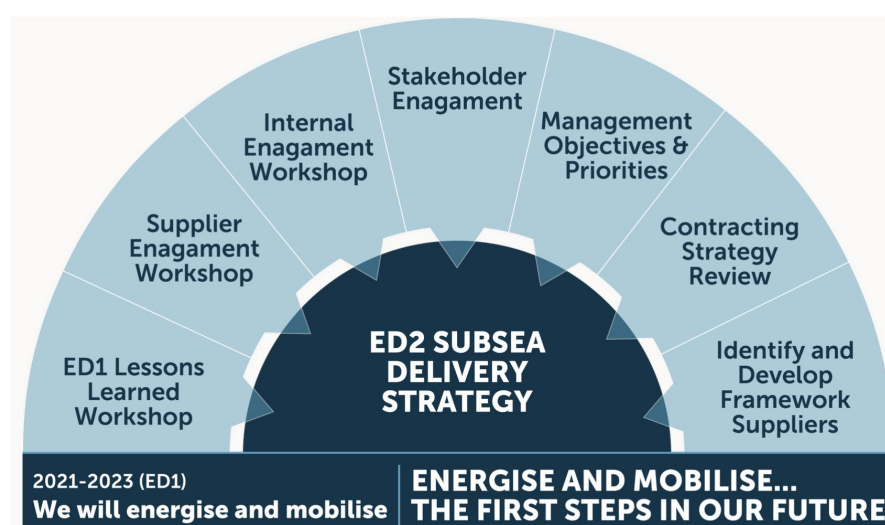 Stakeholder
Enagament
Internal
Enagament
Workshop
Management
Objectives &
Priorities
Supplier
Enagament
Workshop
Contracting
Strategy
Review
ED1 Lessons
Learned
Workshop
ED2 SUBSEA
DELIVERY
STRATEGY
Identify and
Develop
Framework
Suppliers
2021-2023 (ED1)
We will energise and mobilise
ENERGISE AND MOBILISE...
THE FIRST STEPS IN OUR FUTURE